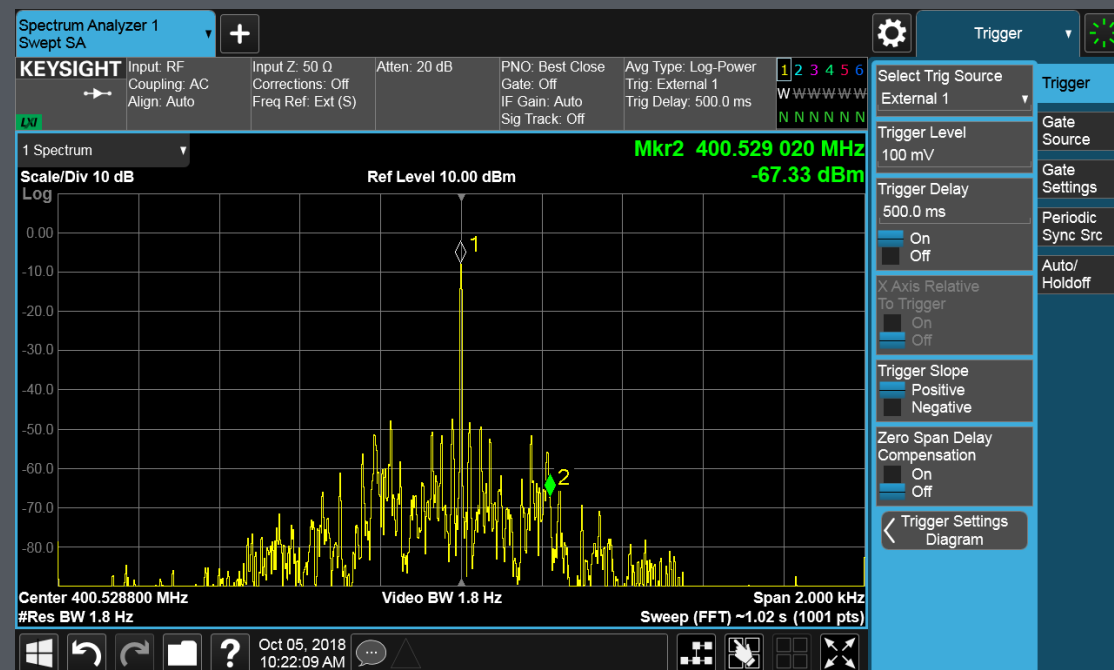 Spectrum Analyzer 1
Swept SA
+
Trigger
KEYSIGHT
LXI
Input: RF
Coupling: AC
Align: Auto
Input Z: 50 Ω
Corrections: Off
Freq Ref: Ext (S)
Atten: 20 dB
PNO: Best Close
Gate: Off
IF Gain: Auto
Sig Track: Off
Avg Type: Log-Power
Trig: External 1
Trig Delay: 500.0 ms
1 2 3 4 5 6
W W W W W W
N N N N N N
1 Spectrum
Mkr2 400.529 020 MHz
-67.33 dBm
Scale/Div 10 dB
Ref Level 10.00 dBm
Log
0.00
-10.0
-20.0
-30.0
-40.0
-50.0
-60.0
-70.0
-80.0
1
2
Center 400.528800 MHz
Video BW 1.8 Hz
Span 2.000 kHz
#Res BW 1.8 Hz
Sweep (FFT) ~1.02 s (1001 pts)
Select Trig Source
External 1
Trigger Level
100 mV
Trigger Delay
500.0 ms
On
Off
X Axis Relative
To Trigger
On
Off
Trigger Slope
Positive
Negative
Zero Span Delay
Compensation
On
Off
Trigger Settings
Diagram
Trigger
Gate
Source
Gate
Settings
Periodic
Sync Src
Auto/
Holdoff
?
Oct 05, 2018
10:22:09 AM